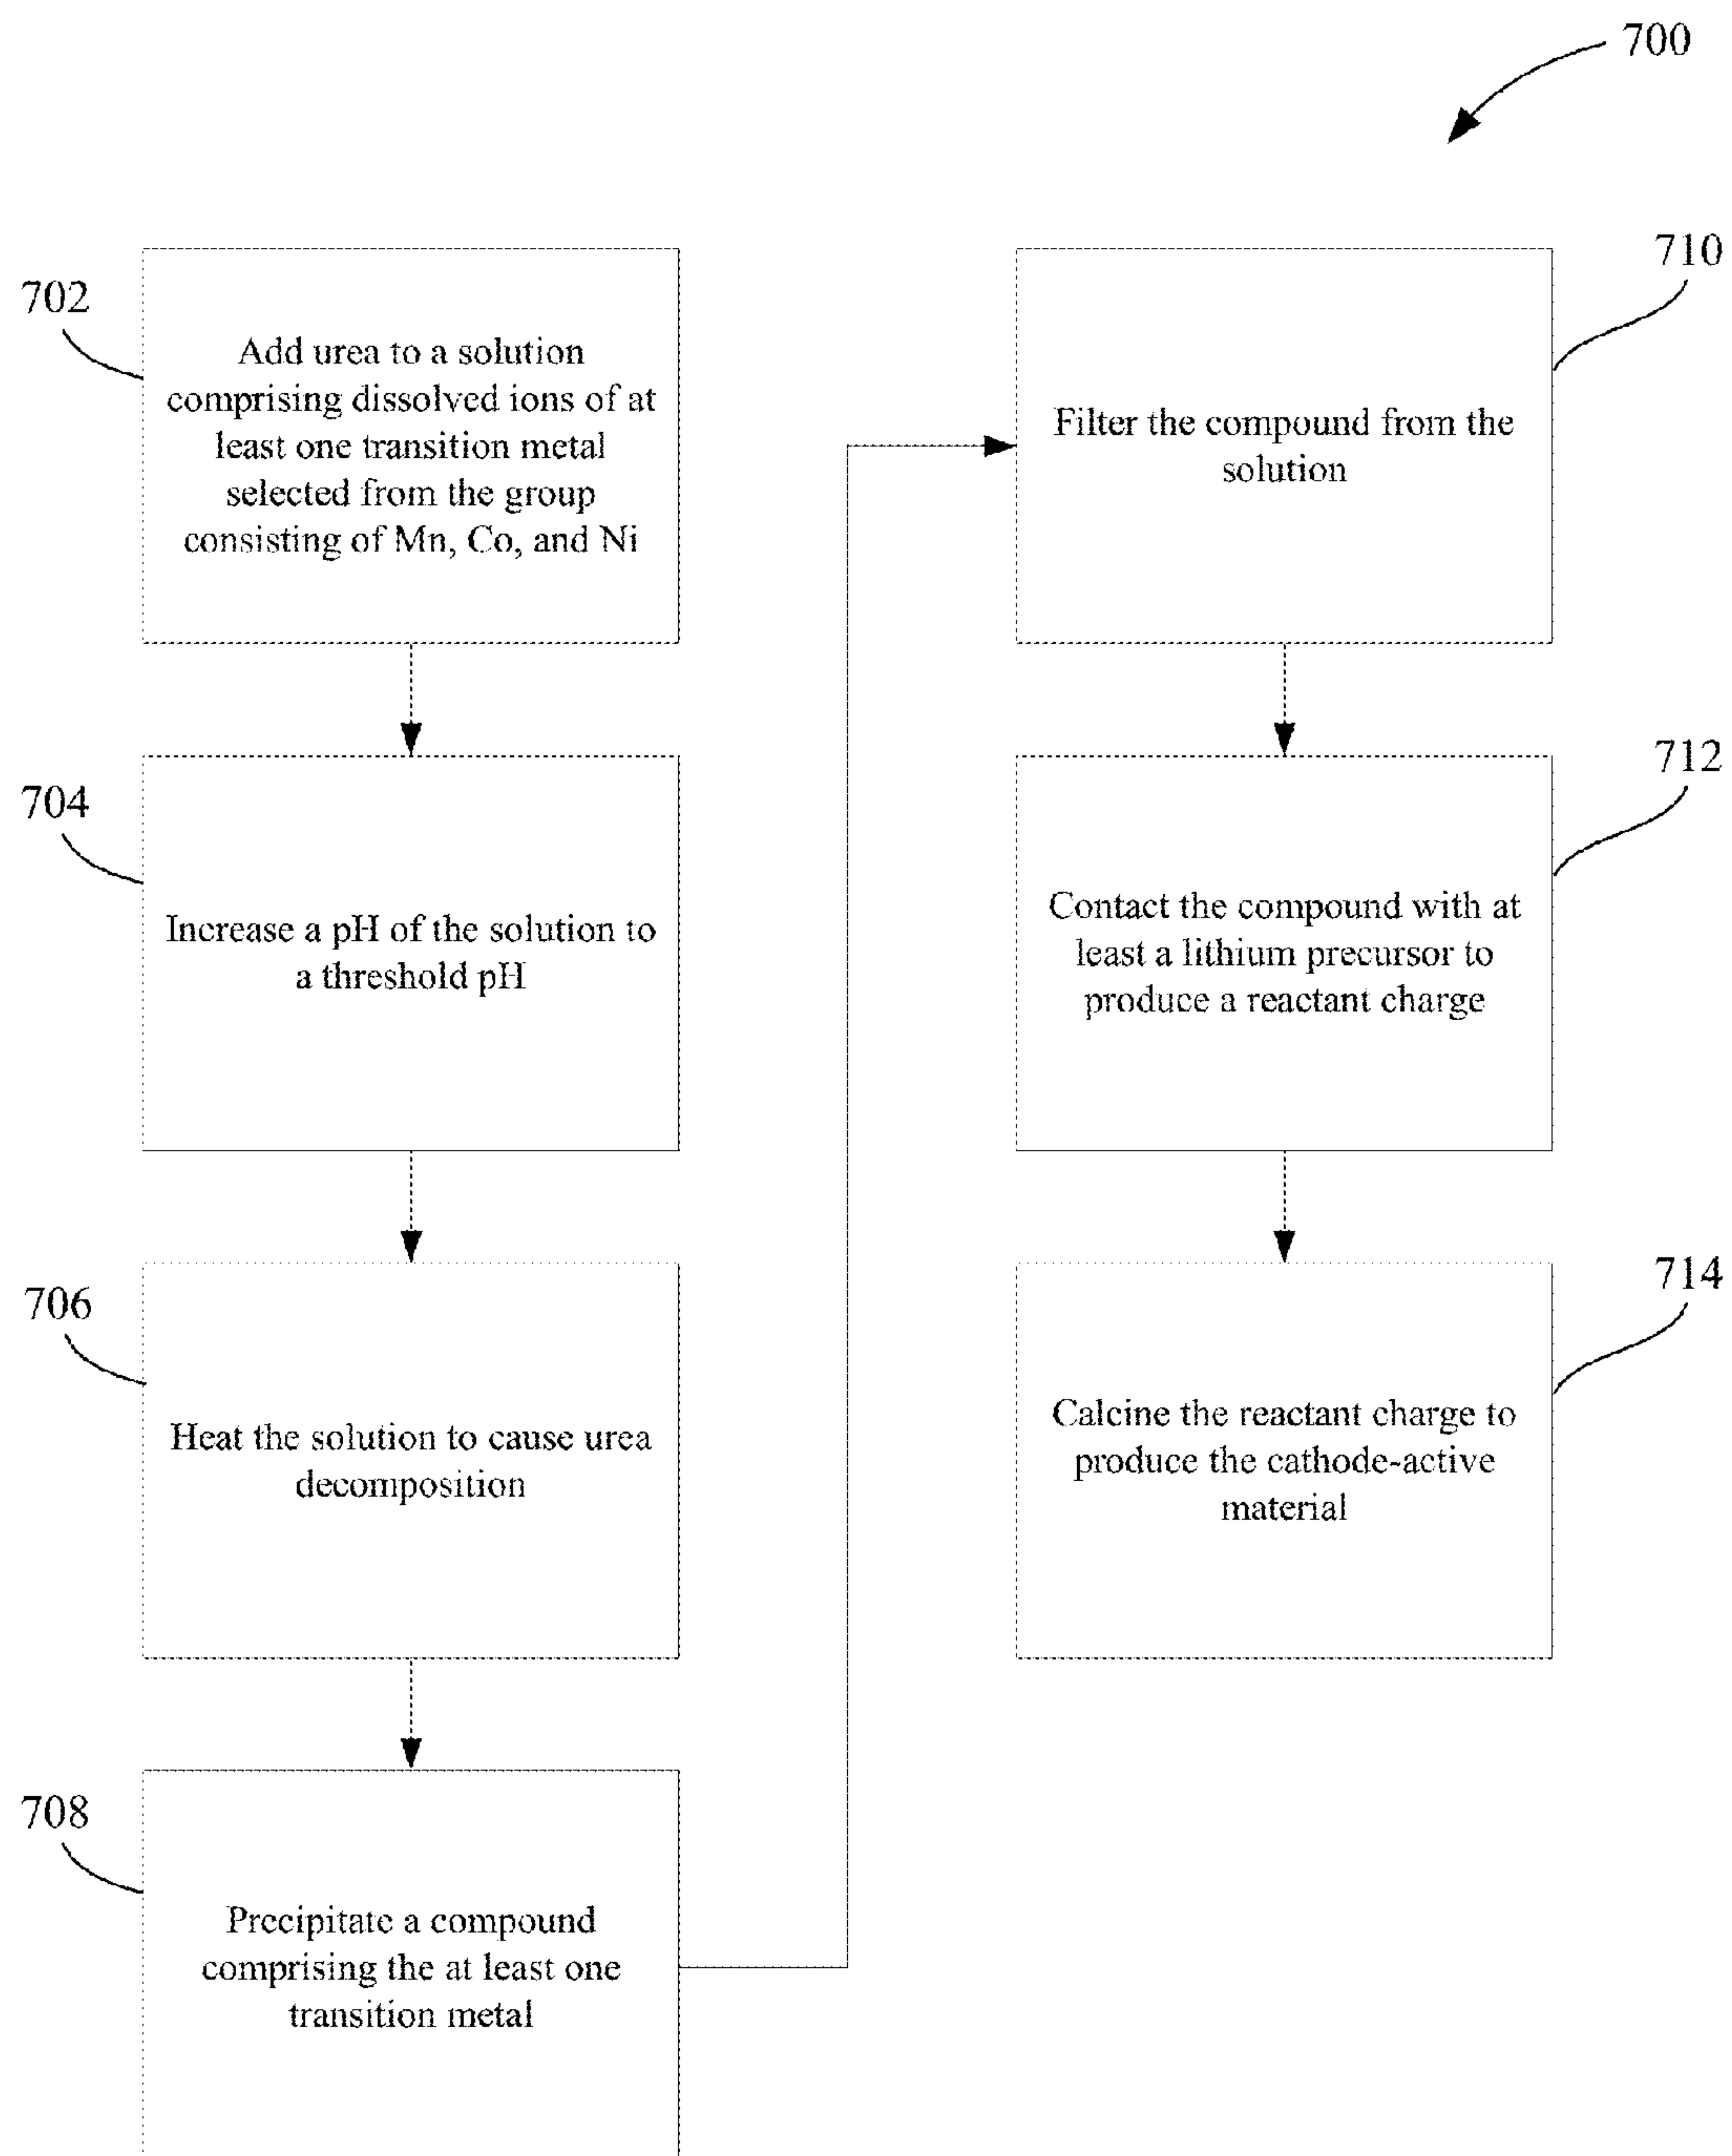 700
702
Add urea to a solution
comprising dissolved ions of at
least one transition metal
selected from the group
consisting of Mn, Co, and Ni
704
Increase a pH of the solution to
a threshold pH
706
Heat the solution to cause urea
decomposition
708
Precipitate a compound
comprising the at least one
transition metal
710
Filter the compound from the
solution
712
Contact the compound with at
least a lithium precursor to
produce a reactant charge
714
Calcine the reactant charge to
produce the cathode-active
material